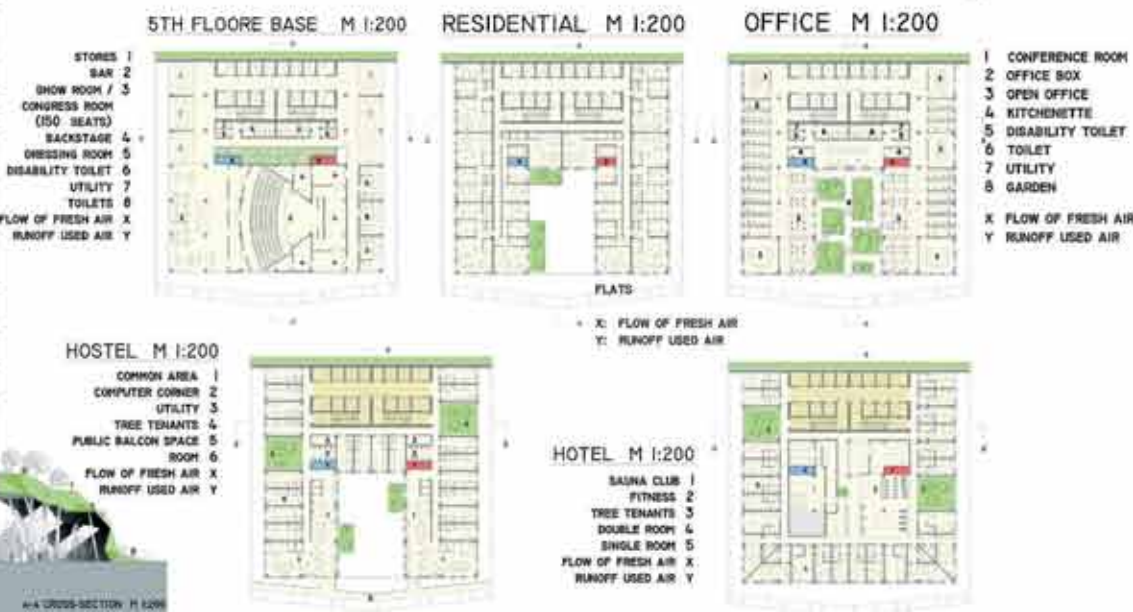 5TH FLOORE BASE M 1:200
STORES 1
BAR 2
SHOW ROOM / 3
CONGRESS ROOM
(150 SEATS)
BACKSTAGE 4
DRESSING ROOM 5
DISABILITY TOILET 6
UTILITY 7
TOILETS 8
FLOW OF FRESH AIR X
RUNOFF USED AIR Y
RESIDENTIAL M 1:200
FLATS
X: FLOW OF FRESH AIR
Y: RUNOFF USED AIR
OFFICE M 1:200
1 CONFERENCE ROOM
2 OFFICE BOX
3 OPEN OFFICE
4 KITCHENETTE
5 DISABILITY TOILET
6 TOILET
7 UTILITY
8 GARDEN
X FLOW OF FRESH AIR
Y RUNOFF USED AIR
HOSTEL M 1:200
COMMON AREA 1
COMPUTER CORNER 2
UTILITY 3
TREE TENANTS 4
PUBLIC BALCON SPACE 5
ROOM 6
FLOW OF FRESH AIR X
RUNOFF USED AIR Y
HOTEL M 1:200
SAUNA CLUB 1
FITNESS 2
TREE TENANTS 3
DOUBLE ROOM 4
SINGLE ROOM 5
FLOW OF FRESH AIR X
RUNOFF USED AIR Y
A-A CROSS-SECTION M 1:200